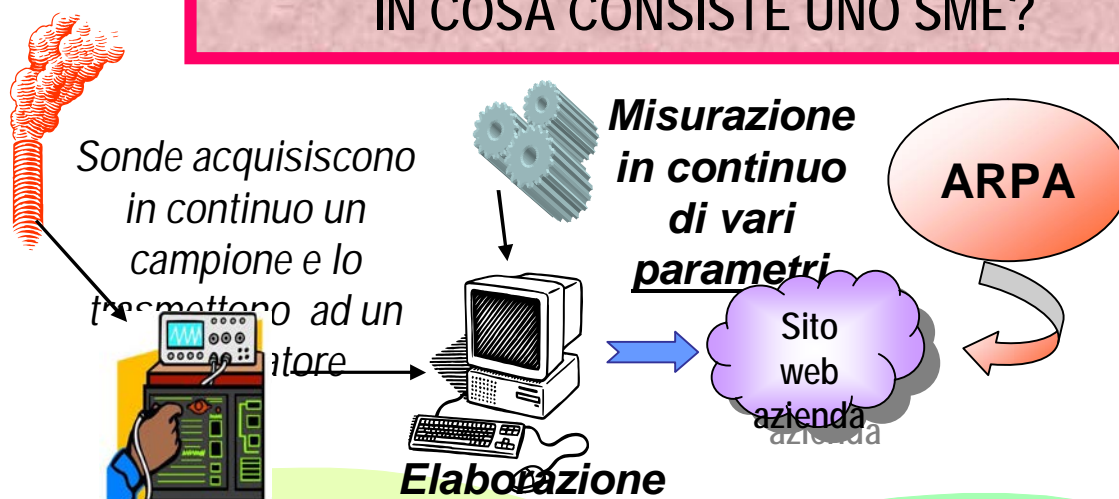 IN COSA CONSISTE UNO SME?
Sonde acquisiscono
in continuo un
campione e lo
trasmettono ad un
Misurazione
in continuo
di vari
parametri
ARPA
Sito
web
azienda
Elaborazione